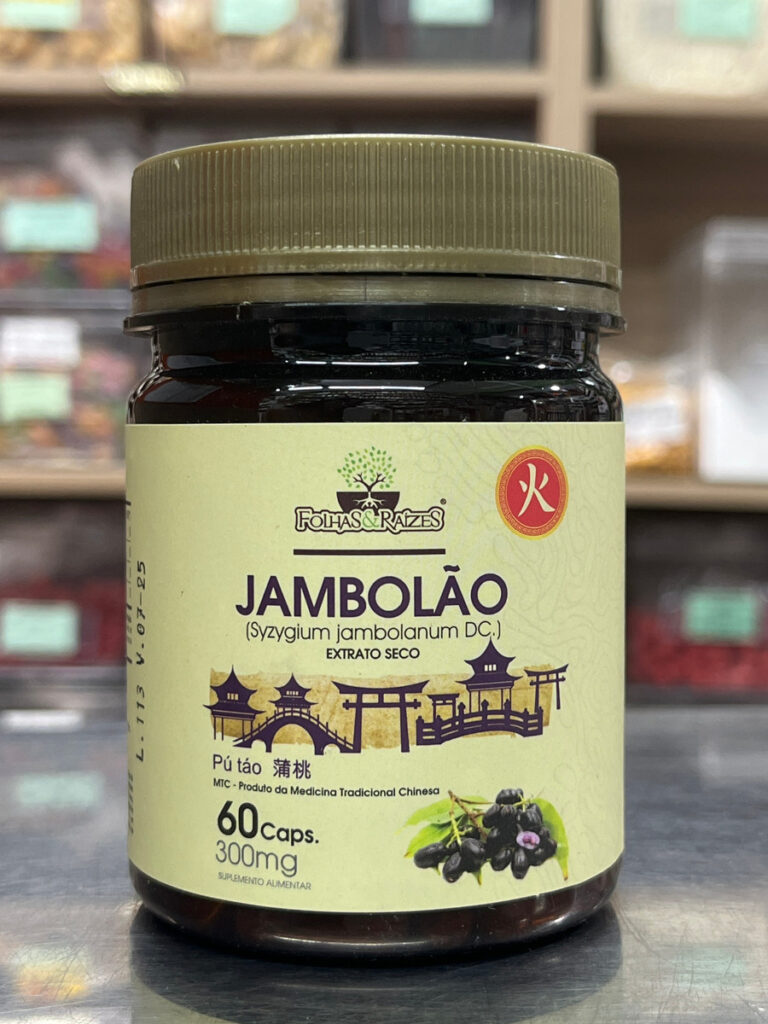 FOLHAS&RAÍZES®
火
JAMBOLÃO
(Syzygium jambolanum DC.)
EXTRATO SECO
Pú táo 蒲桃
MTC - Produto da Medicina Tradicional Chinesa
60Caps.
300mg
SUPLEMENTO ALIMENTAR
L. 113 V.07-25